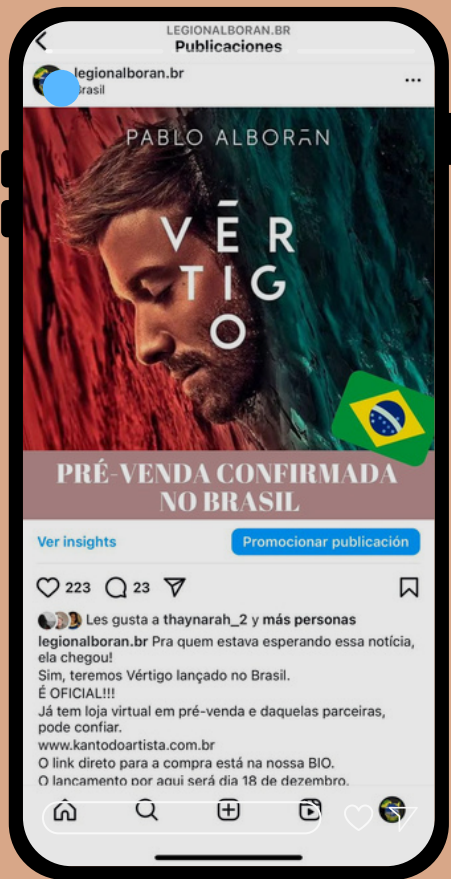 LEGIONALBORAN.BR
Publicaciones
legionalboran.br
rasil
PABLO ALBORĀN
VĒR
TIG
O
PRÉ-VENDA CONFIRMADA
NO BRASIL
Ver insights
Promocionar publicación
223 23
Les gusta a thaynarah_2 y más personas
legionalboran.br Pra quem estava esperando essa notícia,
ela chegou!
Sim, teremos Vértigo lançado no Brasil.
É OFICIAL!!!
Já tem loja virtual em pré-venda e daquelas parceiras,
pode confiar.
www.kantodoartista.com.br
O link direto para a compra está na nossa BIO.
O lançamento por aqui será dia 18 de dezembro.